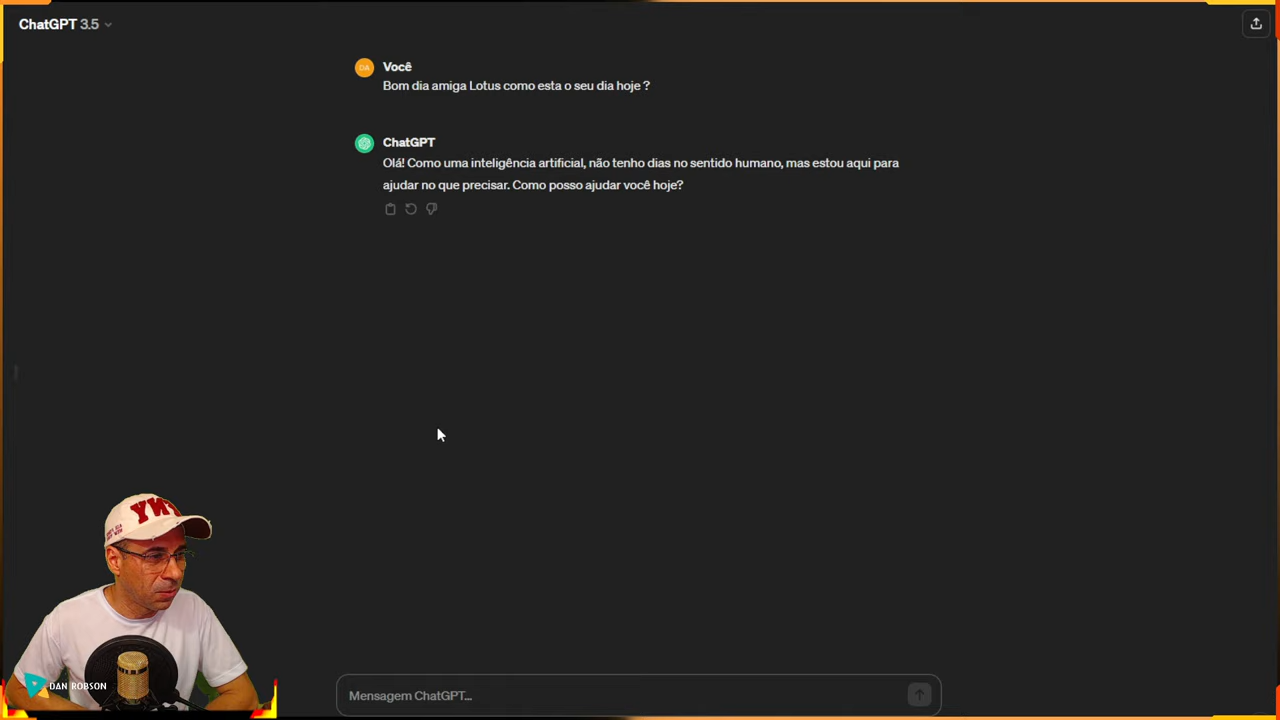 ChatGPT 3.5
DA
Você
Bom dia amiga Lotus como esta o seu dia hoje ?
ChatGPT
Olá! Como uma inteligência artificial, não tenho dias no sentido humano, mas estou aqui para
ajudar no que precisar. Como posso ajudar você hoje?
DAN ROBSON
Mensagem ChatGPT...